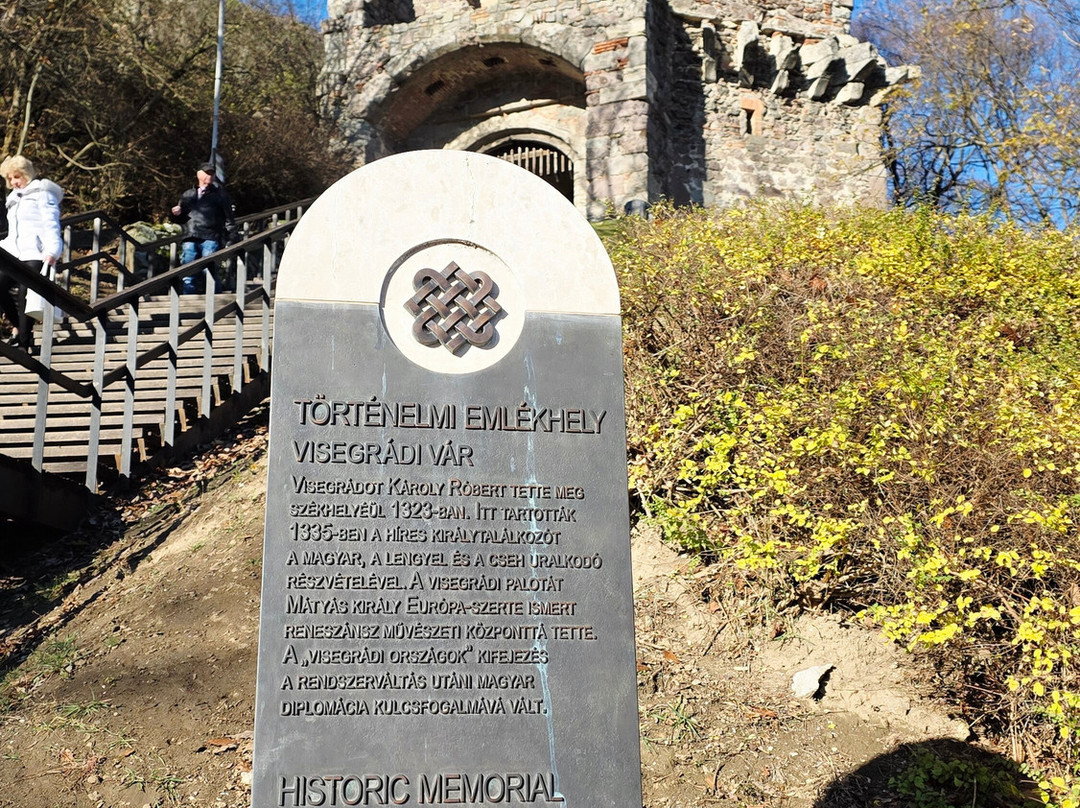 TÖRTÉNELMI EMLÉKHELY
VISEGRÁDI VÁR
VISEGRÁDOT KÁROLY RÓBERT TETTE MEG
SZÉKHELYÉÜL 1323-BAN. ITT TARTOTTÁK
1335-BEN A HÍRES KIRÁLYTALÁLKOZÓT
A MAGYAR, A LENGYEL ÉS A CSEH URALKODÓ
RÉSZVÉTELÉVEL. A VISEGRÁDI PALOTÁT
MÁTYÁS KIRÁLY EURÓPA-SZERTE ISMERT
RENESZÁNSZ MŰVÉSZETI KÖZPONTTÁ TETTE.
A „VISEGRÁDI ORSZÁGOK” KIFEJEZÉS
A RENDSZERVÁLTÁS UTÁNI MAGYAR
DIPLOMÁCIA KULCSFOGALMÁVÁ VÁLT.
HISTORIC MEMORIAL